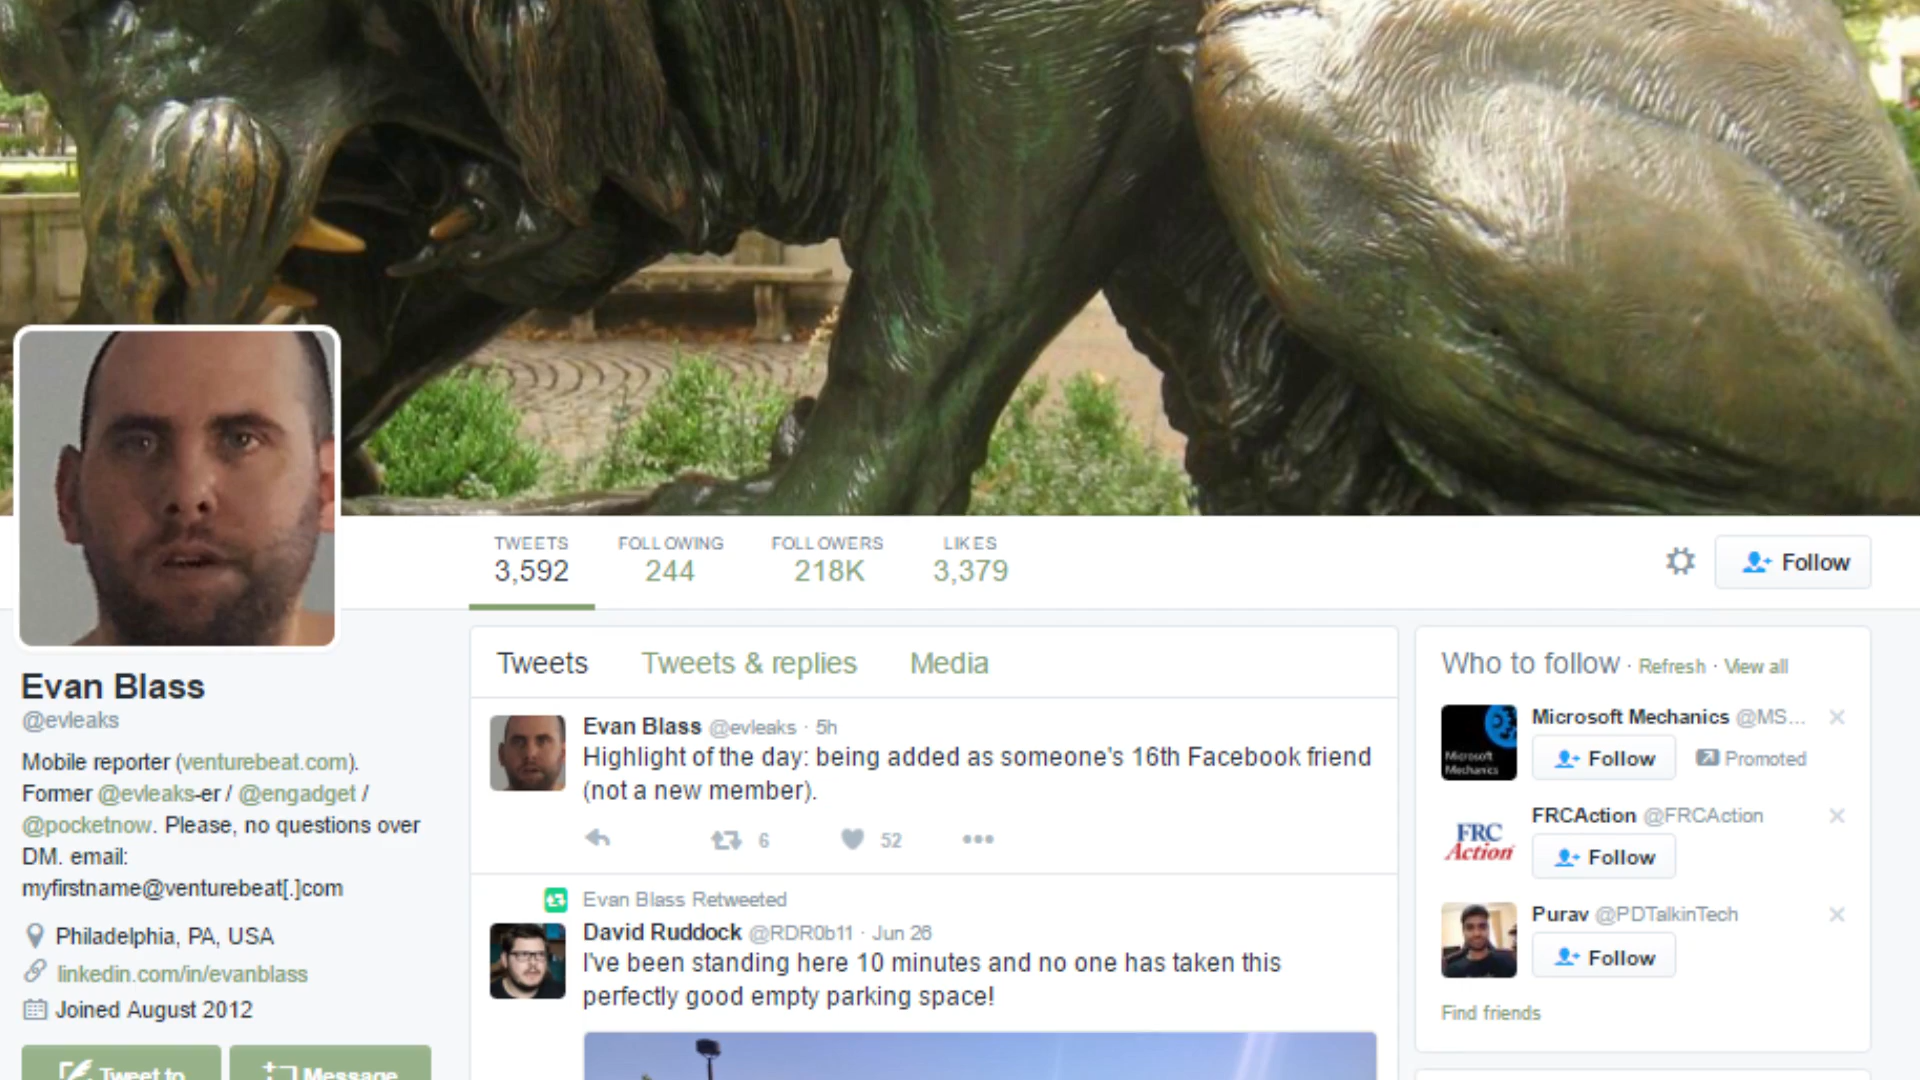 TWEETS
3,592
FOLLOWING
244
FOLLOWERS
218K
LIKES
3,379
Follow
Evan Blass
@evleaks
Mobile reporter (venturebeat.com).
Former @evleaks-er / @engadget /
@pocketnow. Please, no questions over
DM. email:
myfirstname@venturebeat[.]com
Philadelphia, PA, USA
linkedin.com/in/evanblass
Joined August 2012
Tweet to
Message
Tweets Tweets & replies Media
Evan Blass @evleaks · 5h
Highlight of the day: being added as someone's 16th Facebook friend
(not a new member).
6 52
Evan Blass Retweeted
David Ruddock @RDR0b11 · Jun 26
I've been standing here 10 minutes and no one has taken this
perfectly good empty parking space!
Who to follow · Refresh · View all
Microsoft
Mechanics
Microsoft Mechanics @MS...
Follow Promoted
FRC
Action
FRCAction @FRCAction
Follow
Purav @PDTalkinTech
Follow
Find friends